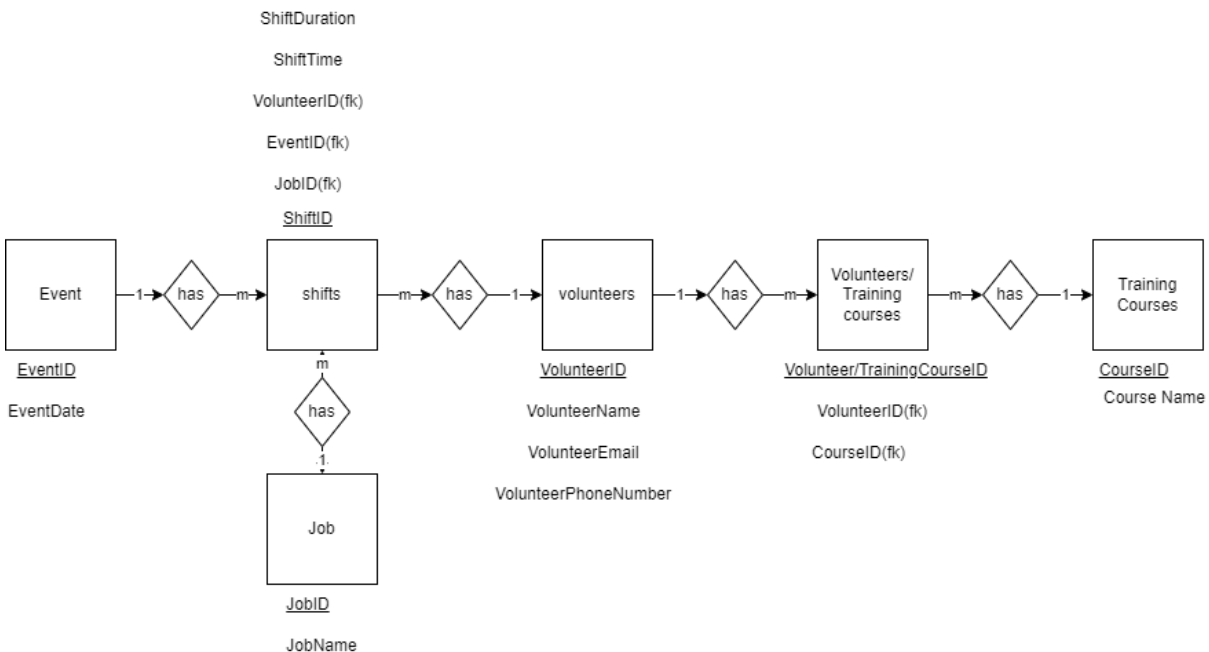 ShiftDuration
ShiftTime
VolunteerID(fk)
EventID(fk)
JobID(fk)
ShiftID
Event
1
has
m
shifts
m
has
1
volunteers
1
has
m
Volunteers/
Training
courses
m
has
1
Training
Courses
EventID
EventDate
m
has
1
Job
JobID
JobName
VolunteerID
VolunteerName
VolunteerEmail
VolunteerPhoneNumber
Volunteer/TrainingCourseID
VolunteerID(fk)
CourseID(fk)
CourseID
Course Name